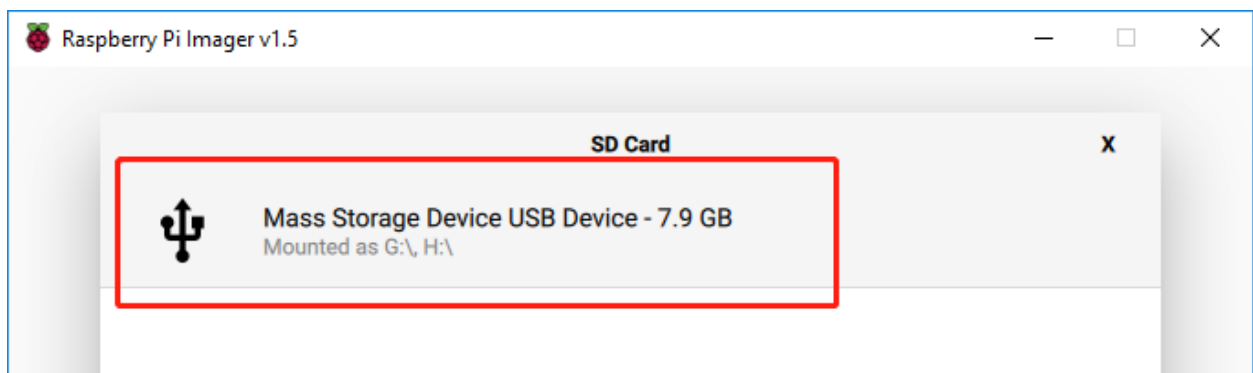 Raspberry Pi Imager v1.5
SD Card
X
Mass Storage Device USB Device - 7.9 GB
Mounted as G:\, H:\